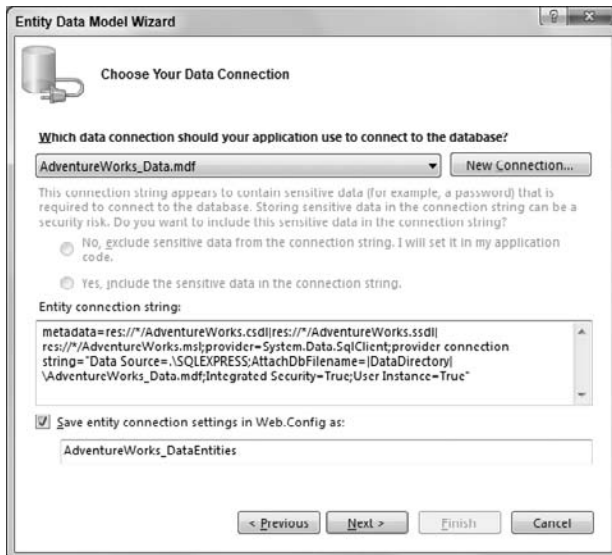 Entity Data Model Wizard
Choose Your Data Connection
Which data connection should your application use to connect to the database?
AdventureWorks_Data.mdf
New Connection...
This connection string appears to contain sensitive data (for example, a password) that is
required to connect to the database. Storing sensitive data in the connection string can be a
security risk. Do you want to include this sensitive data in the connection string?
No, exclude sensitive data from the connection string. I will set it in my application
code.
Yes, include the sensitive data in the connection string.
Entity connection string:
metadata=res://*/AdventureWorks.csdl|res://*/AdventureWorks.ssdl|
res://*/AdventureWorks.msl;provider=System.Data.SqlClient;provider connection
string="Data Source=.\SQLEXPRESS;AttachDbFilename=|DataDirectory|
\AdventureWorks_Data.mdf;Integrated Security=True;User Instance=True"
Save entity connection settings in Web.Config as:
AdventureWorks_DataEntities
< Previous
Next >
Finish
Cancel